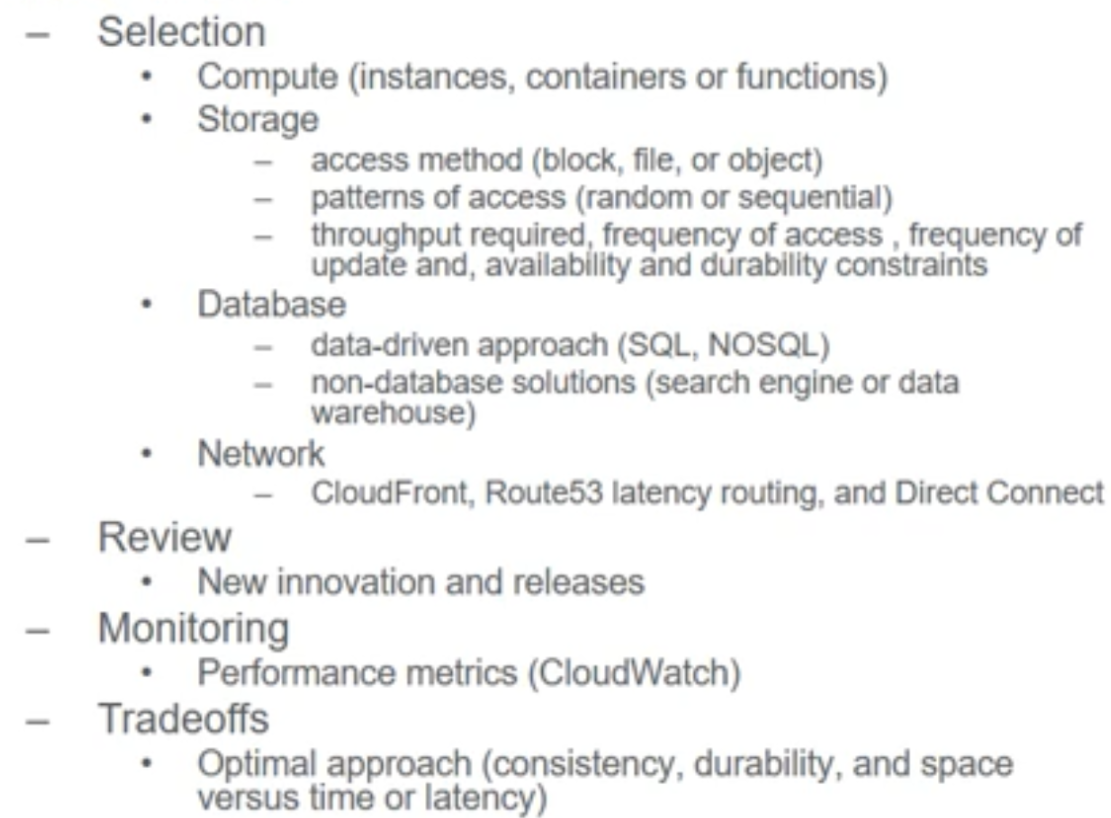 – Selection
• Compute (instances, containers or functions)
• Storage
– access method (block, file, or object)
– patterns of access (random or sequential)
– throughput required, frequency of access , frequency of
update and, availability and durability constraints
• Database
– data-driven approach (SQL, NOSQL)
– non-database solutions (search engine or data
warehouse)
• Network
– CloudFront, Route53 latency routing, and Direct Connect
– Review
• New innovation and releases
– Monitoring
• Performance metrics (CloudWatch)
– Tradeoffs
• Optimal approach (consistency, durability, and space
versus time or latency)